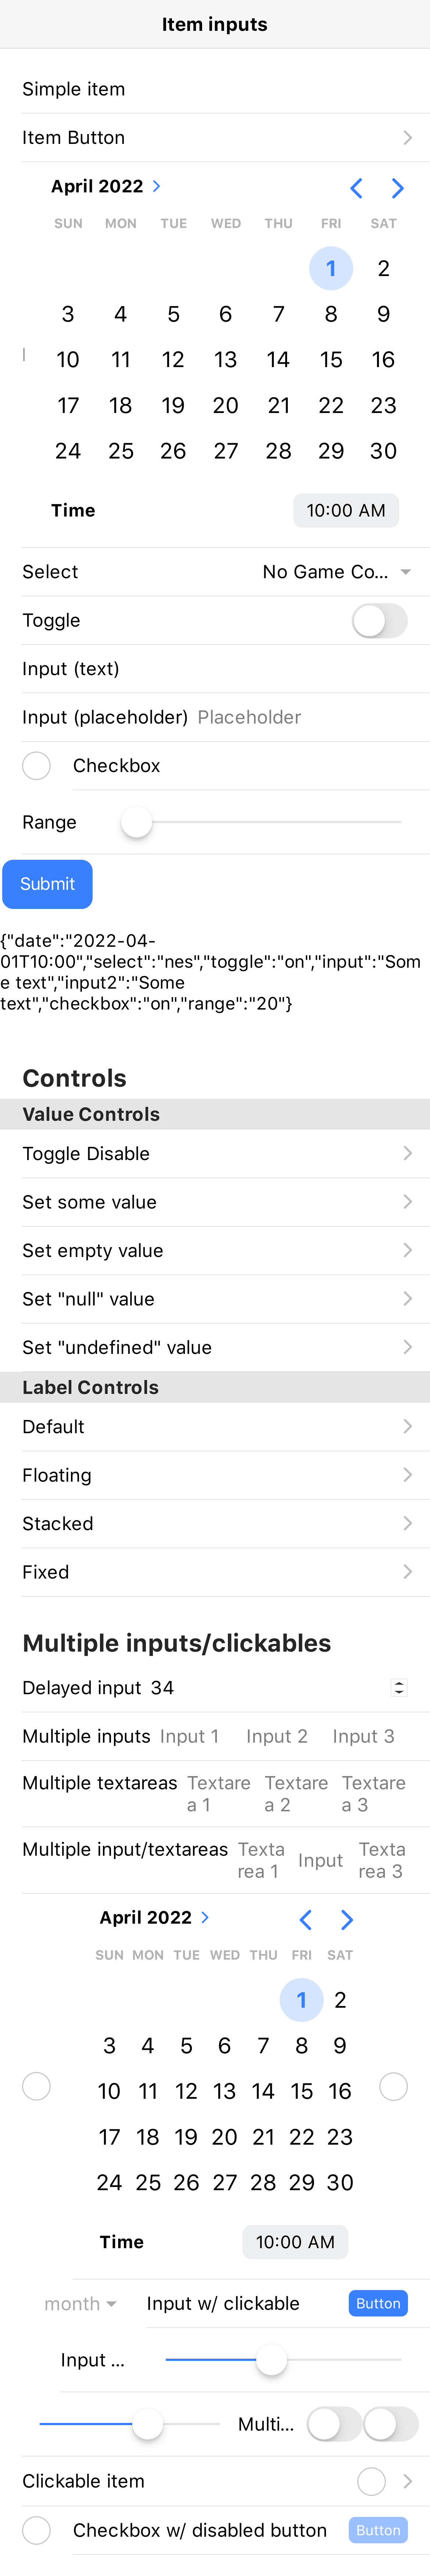 Item inputs
Simple item
Item Button
April 2022
SUN MON TUE WED THU FRI SAT
1 2
3 4 5 6 7 8 9
10 11 12 13 14 15 16
17 18 19 20 21 22 23
24 25 26 27 28 29 30
Time 10:00 AM
Select No Game Co...
Toggle
Input (text)
Input (placeholder) Placeholder
Checkbox
Range
Submit
{"date":"2022-04-
01T10:00","select":"nes","toggle":"on","input":"Som
e text","input2":"Some
text","checkbox":"on","range":"20"}
Controls
Value Controls
Toggle Disable
Set some value
Set empty value
Set "null" value
Set "undefined" value
Label Controls
Default
Floating
Stacked
Fixed
Multiple inputs/clickables
Delayed input 34
Multiple inputs Input 1 Input 2 Input 3
Multiple textareas Textare Textare Textare
a 1 a 2 a 3
Multiple input/textareas Texta Input Texta
rea 1 rea 3
April 2022
SUN MON TUE WED THU FRI SAT
1 2
3 4 5 6 7 8 9
10 11 12 13 14 15 16
17 18 19 20 21 22 23
24 25 26 27 28 29 30
Time 10:00 AM
month Input w/ clickable Button
Input ...
Multi...
Clickable item
Checkbox w/ disabled button Button